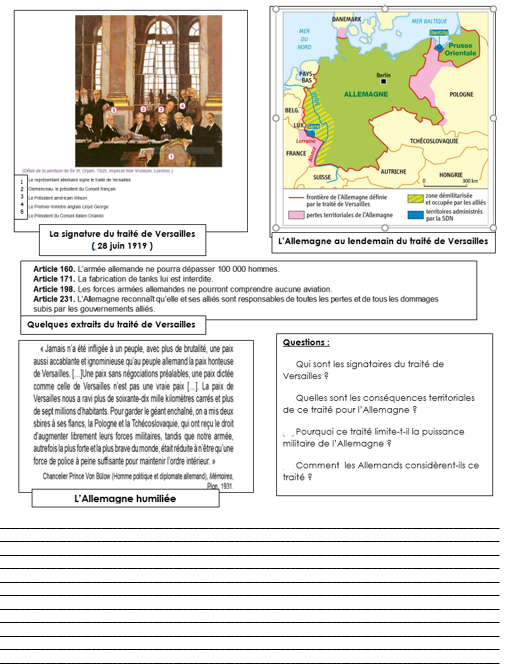 (Détail de la peinture de Sir W. Orpen, 1925, Imperial War Museum, Londres.)
1 Le représentant allemand signe le traité de Versailles
2 Clemenceau, le président du Conseil français
3 Le Président américain Wilson
4 Le Premier ministre anglais Lloyd George
Le Président du Conseil italien Orlando
La signature du traité de Versailles
( 28 juin 1919 )
DANEMARK
MER BALTIQUE
MER
DU
NORD
Dantzig
Prusse
Orientale
PAYS-
BAS
Berlin
ALLEMAGNE
POLOGNE
BELG.
LUX.
Sarre
Lorraine
Alsace
FRANCE
TCHÉCOSLOVAQUIE
SUISSE
AUTRICHE
HONGRIE
0 300 km
frontière de l'Allemagne définie
par le traité de Versailles
pertes territoriales de l'Allemagne
zone démilitarisée
et occupée par les alliés
territoires administrés
par la SDN
L'Allemagne au lendemain du traité de Versailles
Article 160. L'armée allemande ne pourra dépasser 100 000 hommes.
Article 171. La fabrication de tanks lui est interdite.
Article 198. Les forces armées allemandes ne pourront comprendre aucune aviation.
Article 231. L'Allemagne reconnaît qu'elle et ses alliés sont responsables de toutes les pertes et de tous les dommages
subis par les gouvernements alliés.
Quelques extraits du traité de Versailles
« Jamais n'a été infligée à un peuple, avec plus de brutalité, une paix
aussi accablante et ignominieuse qu'au peuple allemand la paix honteuse
de Versailles. [...]Une paix sans négociations préalables, une paix dictée
comme celle de Versailles n'est pas une vraie paix [...]. La paix de
Versailles nous a ravi plus de soixante-dix mille kilomètres carrés et plus
de sept millions d'habitants. Pour garder le géant enchaîné, on a mis deux
sbires à ses flancs, la Pologne et la Tchécoslovaquie, qui ont reçu le droit
d'augmenter librement leurs forces militaires, tandis que notre armée,
autrefois la plus forte et la plus brave du monde, était réduite à n'être qu'une
force de police à peine suffisante pour maintenir l'ordre intérieur. »
Chancelier Prince Von Bülow (Homme politique et diplomate allemand), Mémoires,
Plon, 1931.
L'Allemagne humiliée
Questions :
Qui sont les signataires du traité de
Versailles ?
Quelles sont les conséquences territoriales
de ce traité pour l'Allemagne ?
Pourquoi ce traité limite-t-il la puissance
militaire de l'Allemagne ?
Comment les Allemands considèrent-ils ce
traité ?